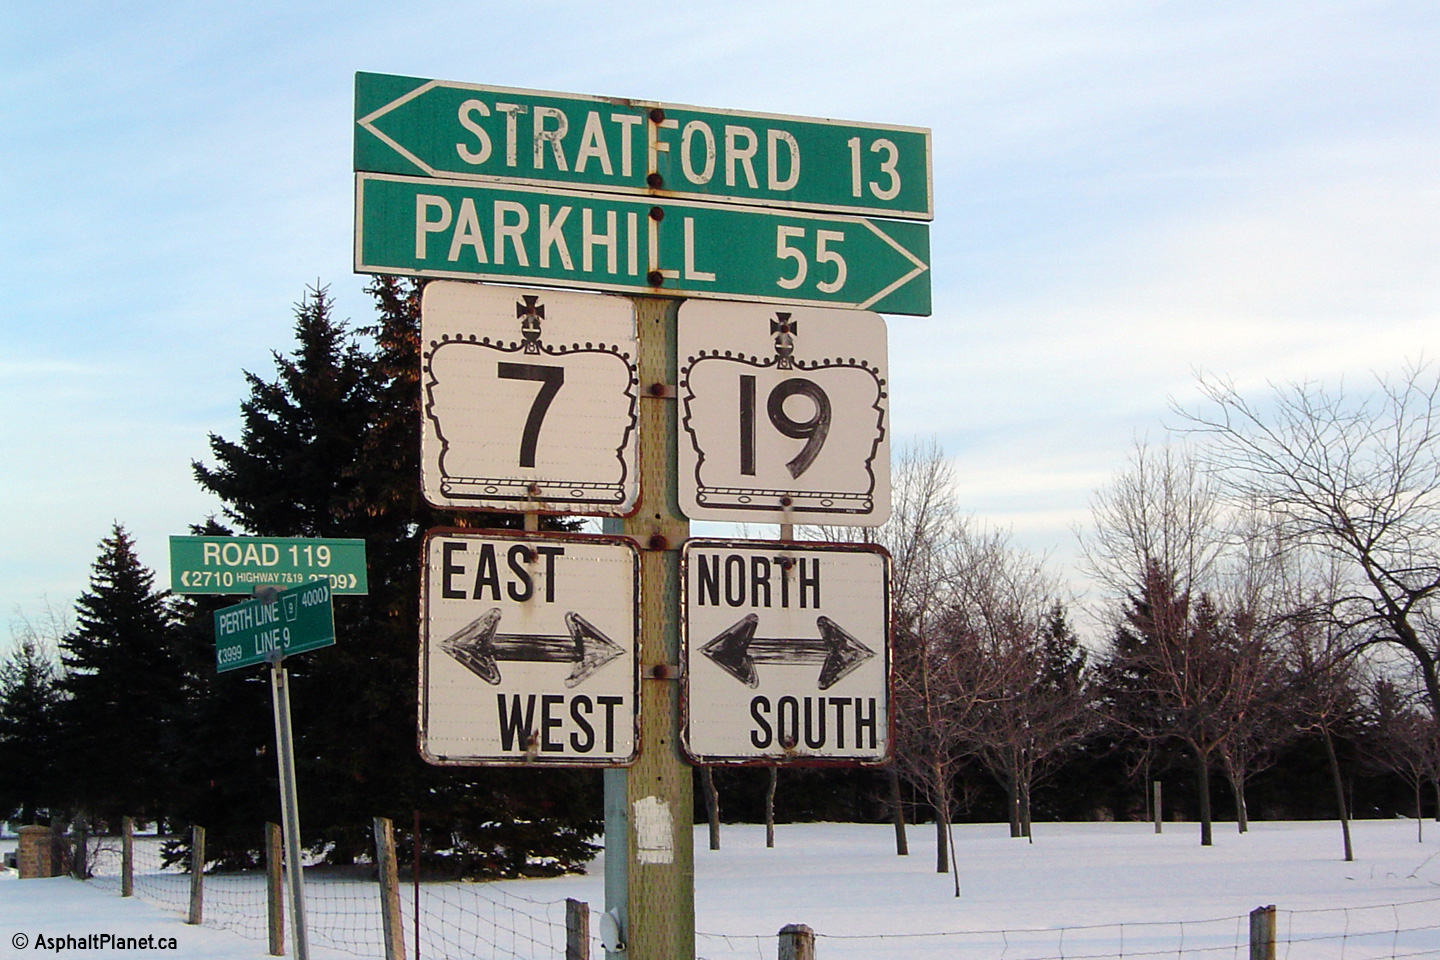 STRATFORD 13
PARKHILL 55
7
19
EAST
WEST
NORTH
SOUTH
ROAD 119
2710 HIGHWAY 7&19 2709
PERTH LINE 9 4000
3999 LINE 9
© AsphaltPlanet.ca